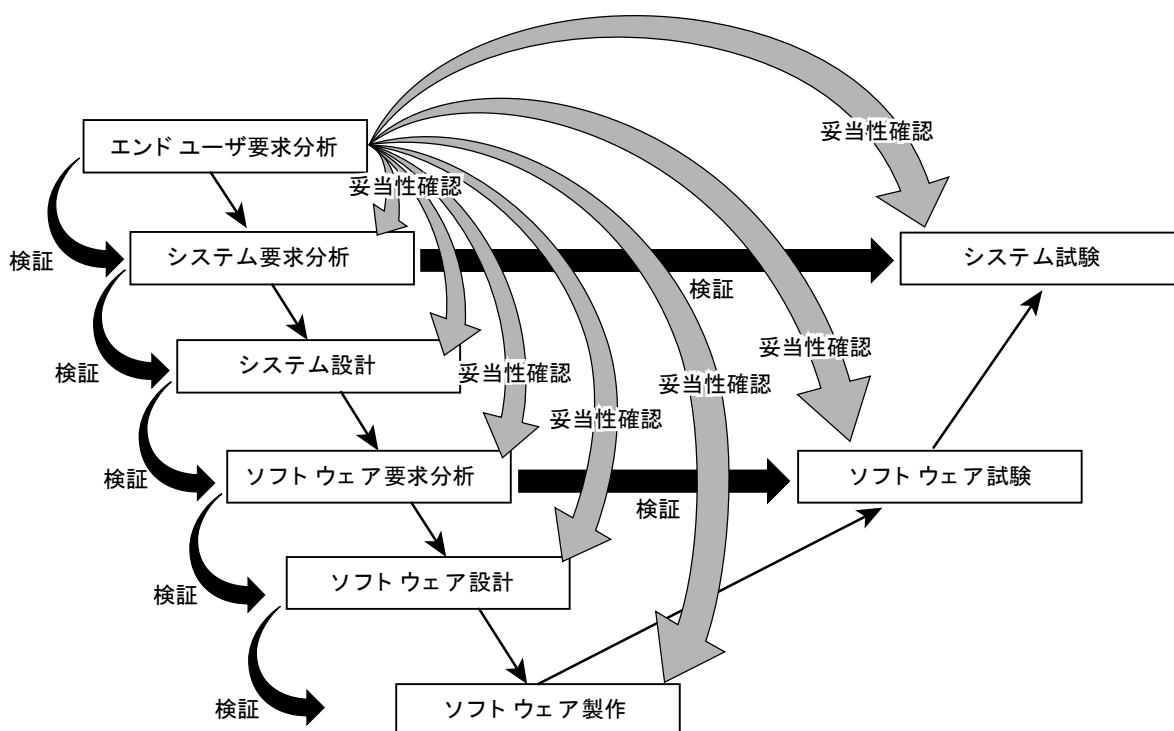 妥当性確認
エンドユーザ要求分析
妥当性確認
検証
システム要求分析
システム試験
検証
検証
システム設計
妥当性確認
妥当性確認
妥当性確認
妥当性確認
検証
ソフトウェア要求分析
ソフトウェア試験
検証
検証
ソフトウェア設計
検証
ソフトウェア製作